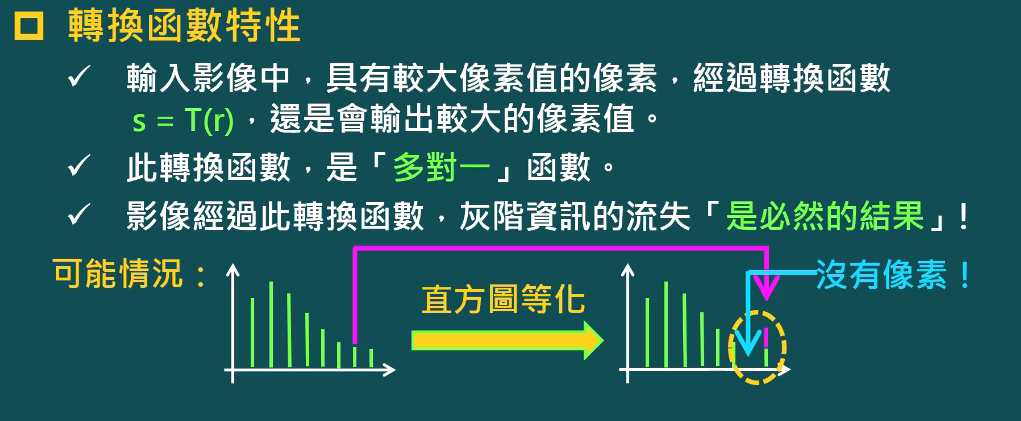 轉換函數特性
輸入影像中，具有較大像素值的像素，經過轉換函數
s = T(r)，還是會輸出較大的像素值。
此轉換函數，是「多對一」函數。
影像經過此轉換函數，灰階資訊的流失「是必然的結果」!
可能情況：
直方圖等化
沒有像素！